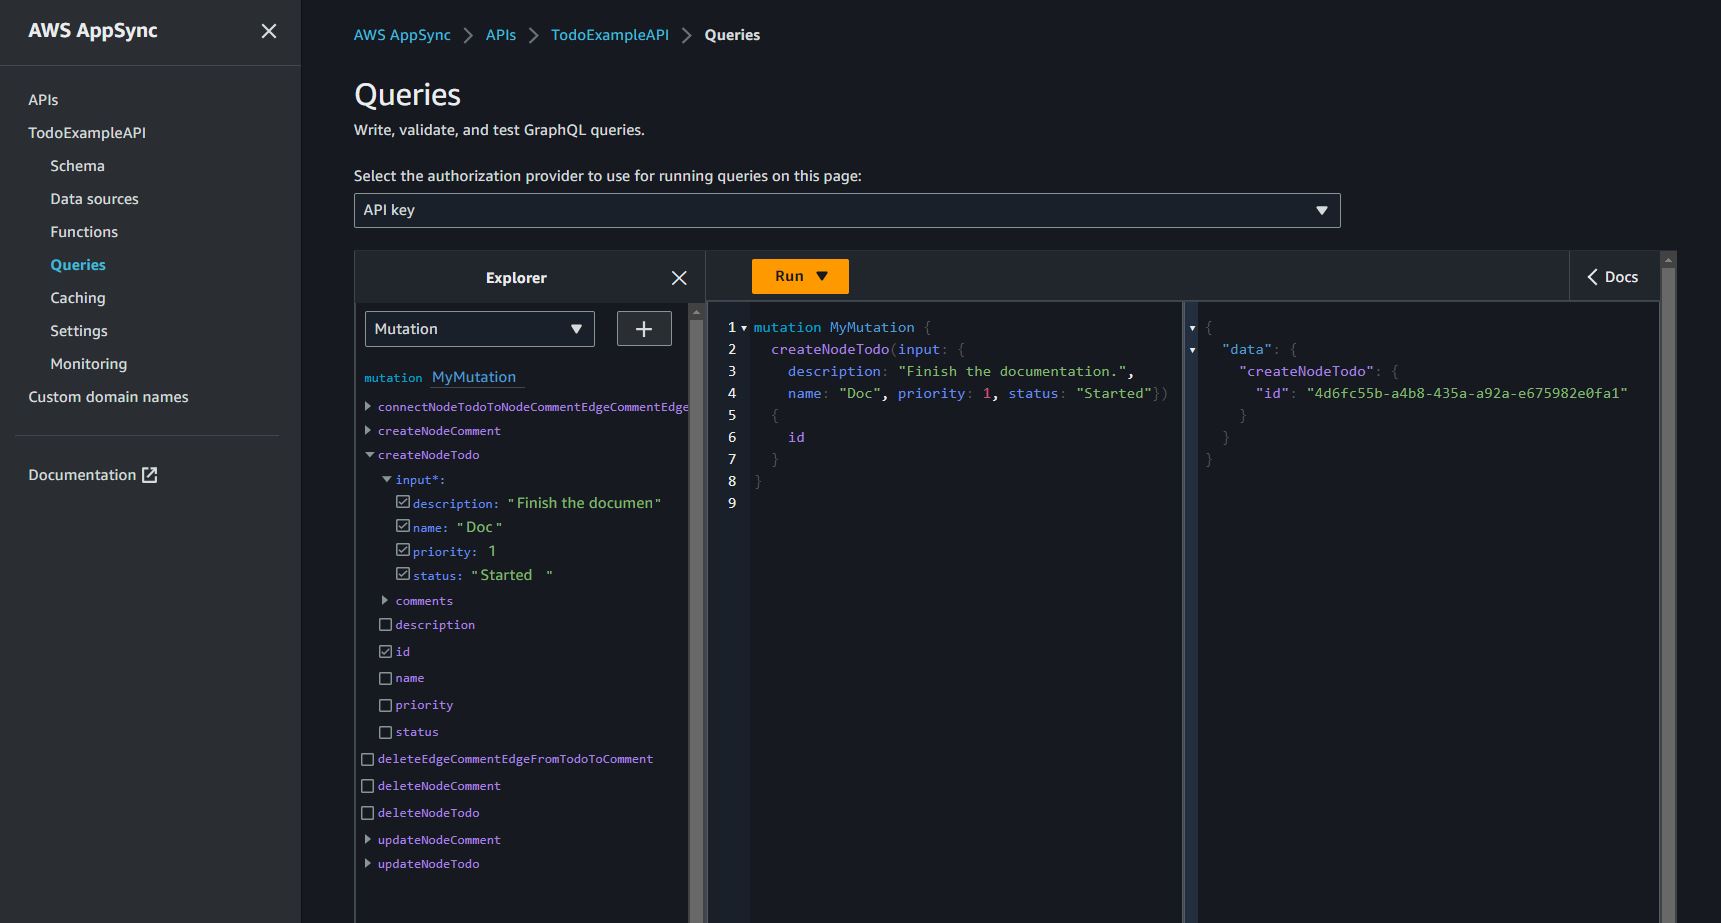 AWS AppSync
APIs
TodoExampleAPI
Schema
Data sources
Functions
Queries
Caching
Settings
Monitoring
Custom domain names
Documentation
AWS AppSync > APIs > TodoExampleAPI > Queries
Queries
Write, validate, and test GraphQL queries.
Select the authorization provider to use for running queries on this page:
API key
Explorer
Mutation
mutation MyMutation
connectNodeTodoToNodeCommentEdgeCommentEdge
createNodeComment
createNodeTodo
input*:
description: "Finish the documen"
name: "Doc"
priority: 1
status: "Started "
comments
description
id
name
priority
status
deleteEdgeCommentEdgeFromTodoToComment
deleteNodeComment
deleteNodeTodo
updateNodeComment
updateNodeTodo
Run
Docs
1 mutation MyMutation {
2 createNodeTodo(input: {
3 description: "Finish the documentation.",
4 name: "Doc", priority: 1, status: "Started"})
5 {
6 id
7 }
8 }
9
{
"data": {
"createNodeTodo": {
"id": "4d6fc55b-a4b8-435a-a92a-e675982e0fa1"
}
}
}